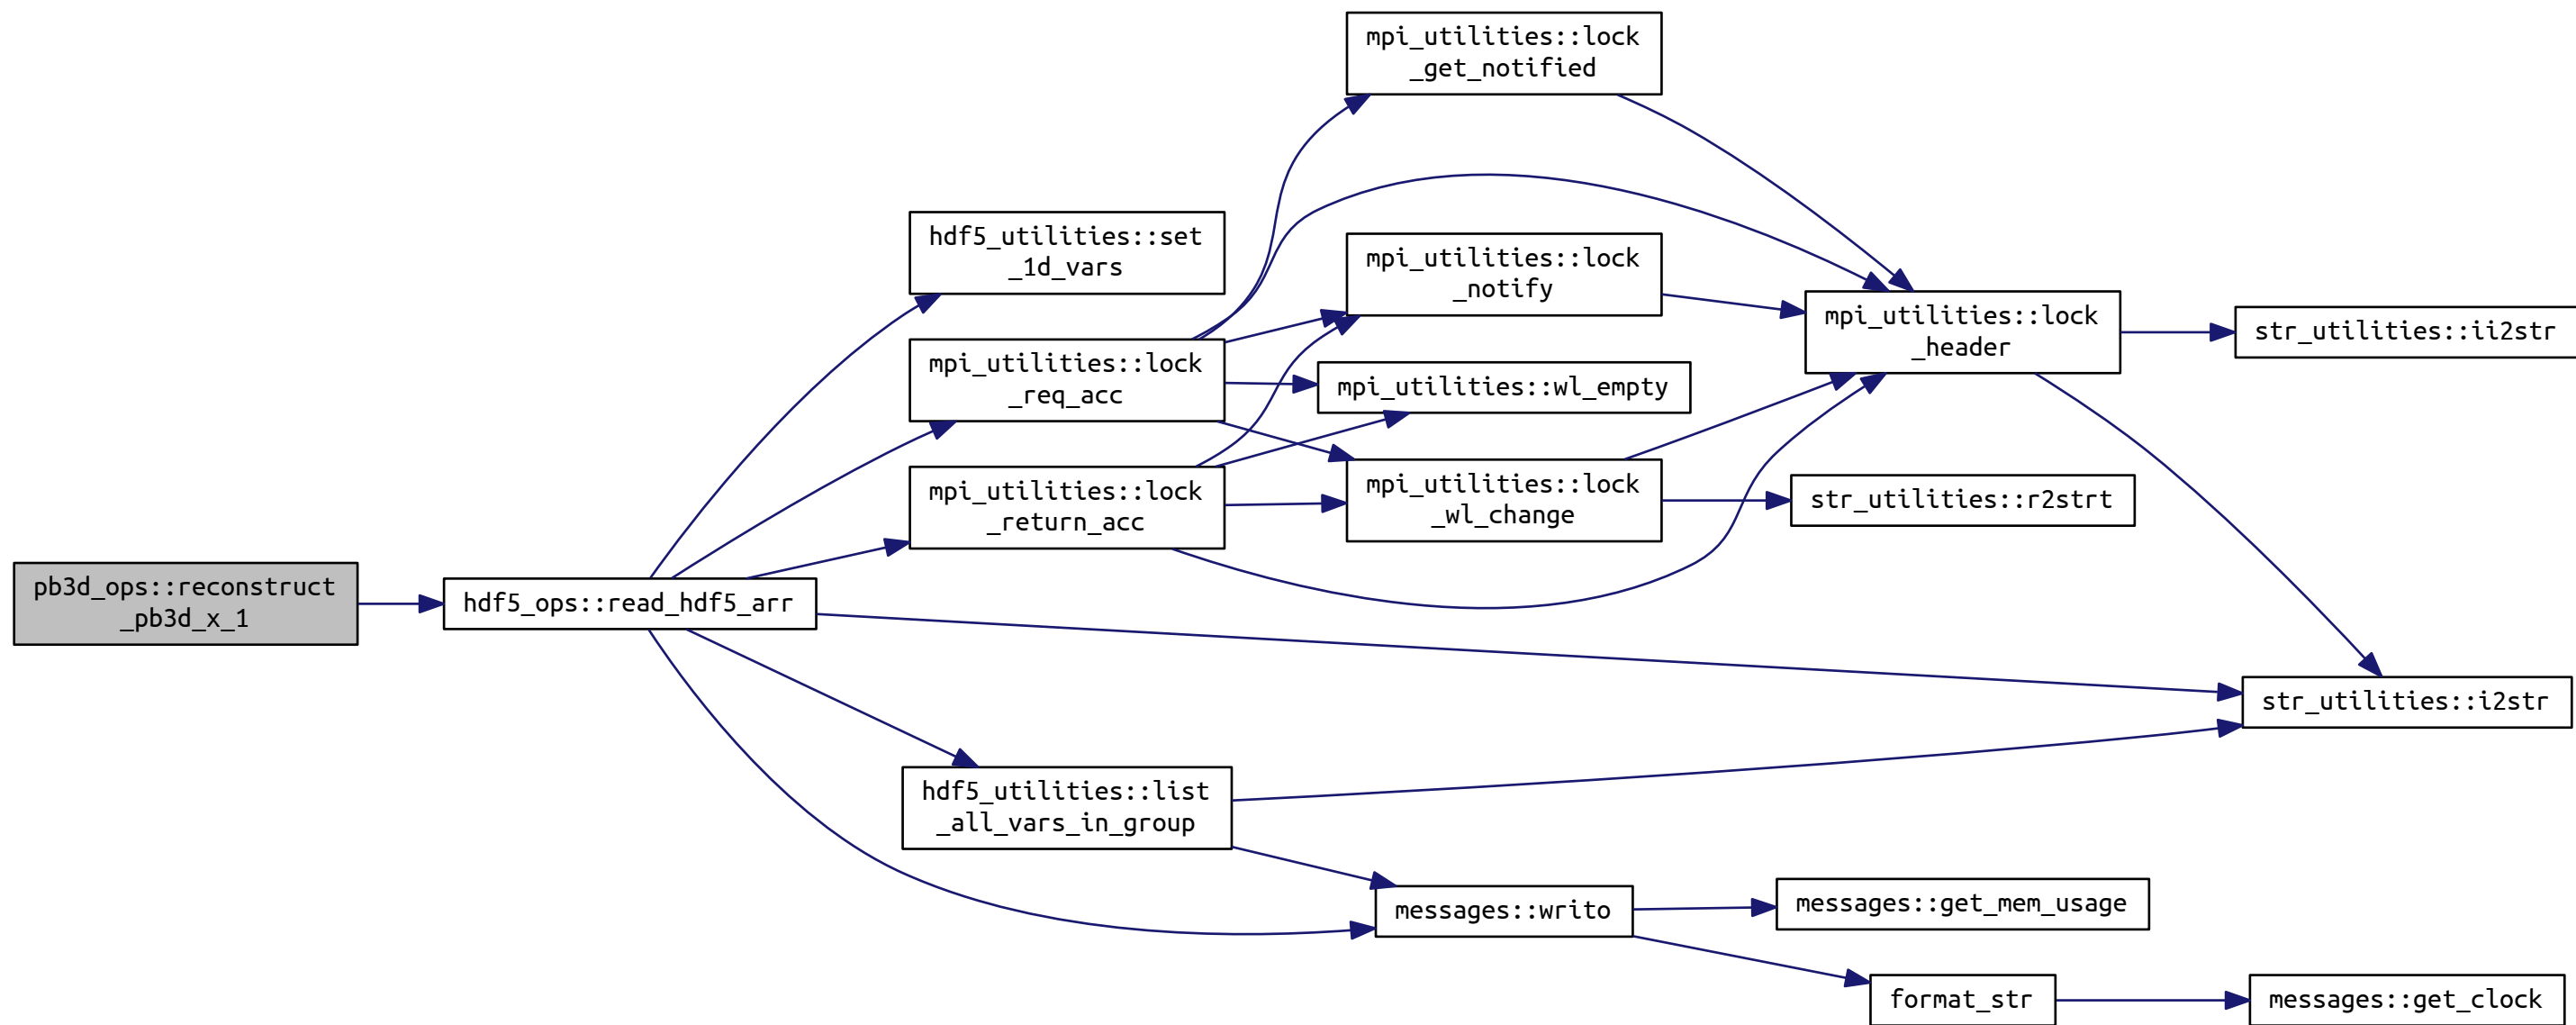 mpi_utilities::lock
_get_notified
hdf5_utilities::set
_1d_vars
mpi_utilities::lock
_notify
mpi_utilities::lock
_header
str_utilities::ii2str
mpi_utilities::lock
_req_acc
mpi_utilities::wl_empty
mpi_utilities::lock
_return_acc
mpi_utilities::lock
_wl_change
str_utilities::r2strt
pb3d_ops::reconstruct
_pb3d_x_1
hdf5_ops::read_hdf5_arr
str_utilities::i2str
hdf5_utilities::list
_all_vars_in_group
messages::writo
messages::get_mem_usage
format_str
messages::get_clock